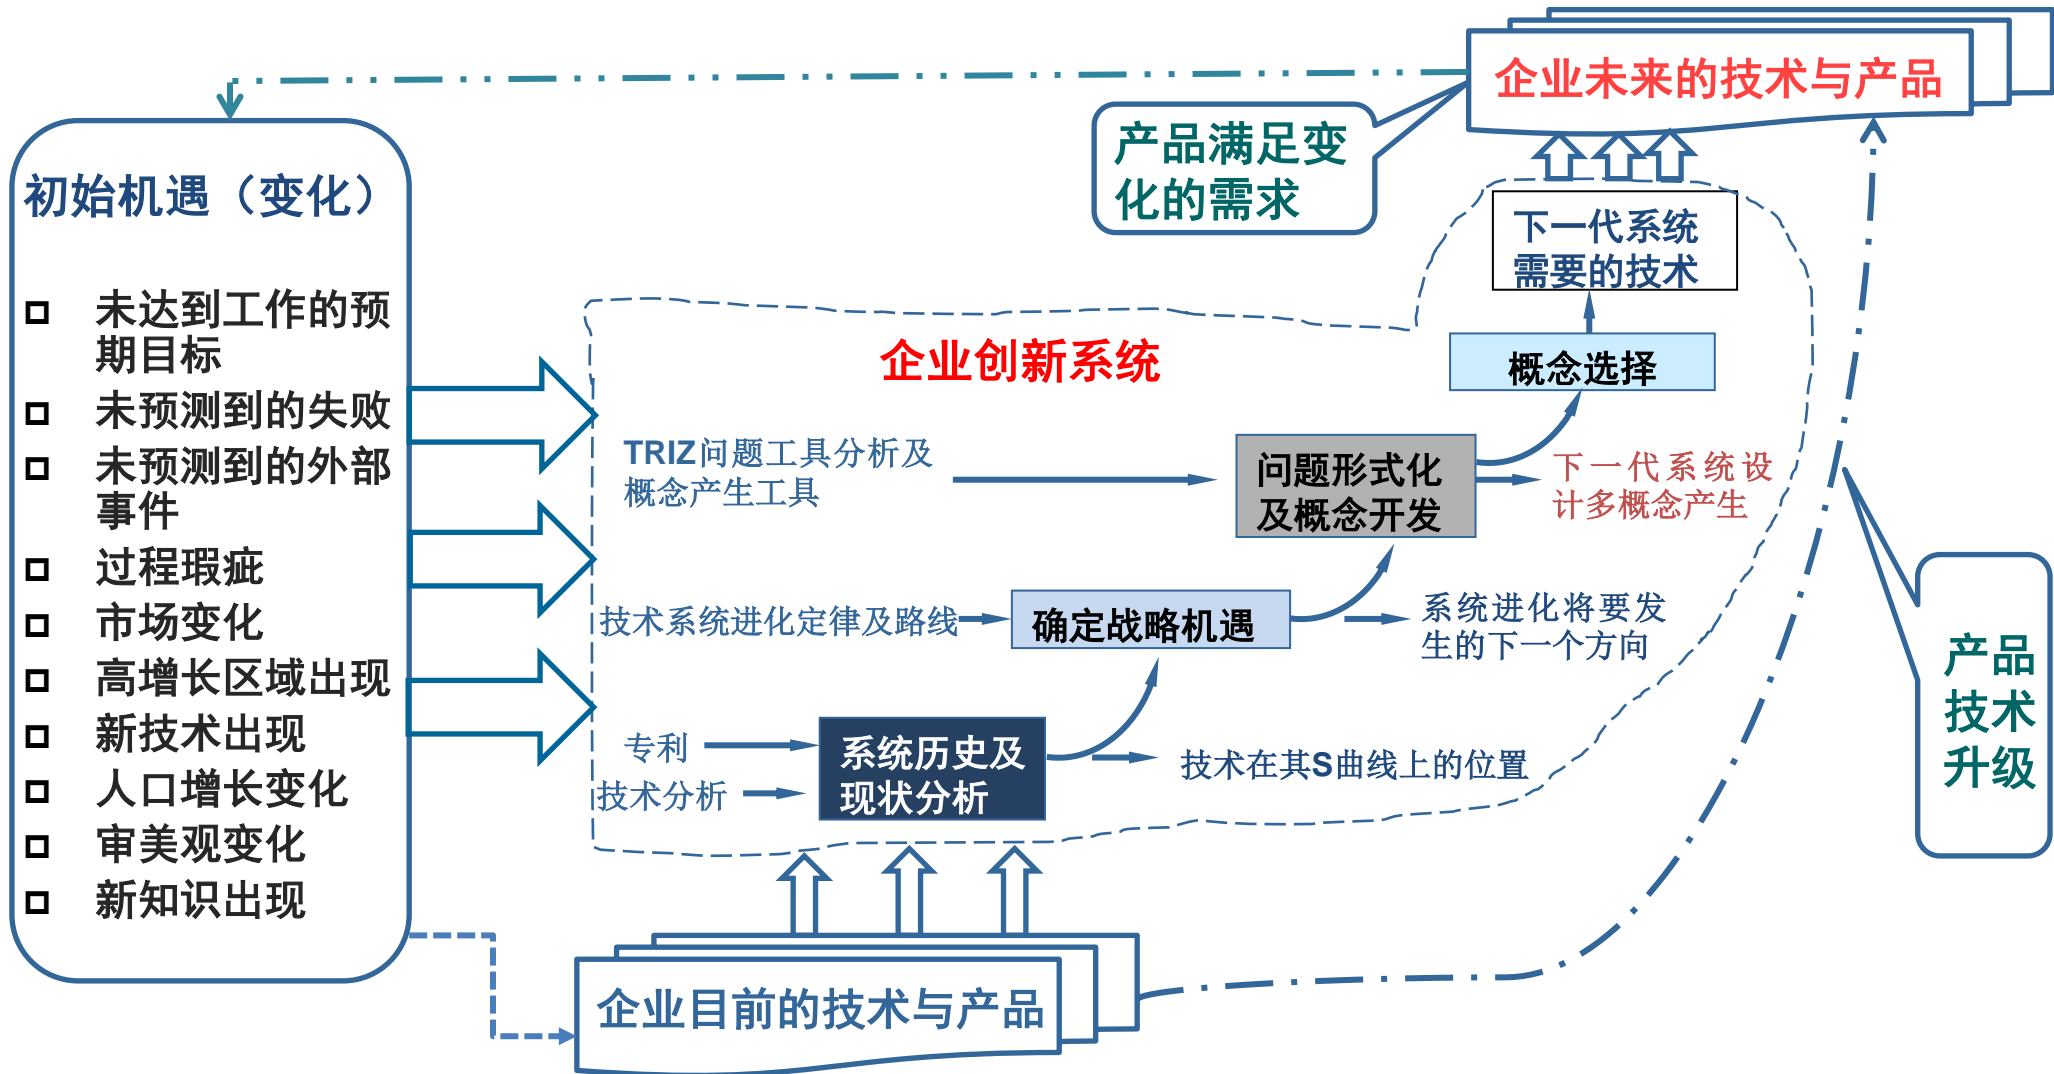 企业未来的技术与产品
产品满足变
化的需求
初始机遇（变化）
未达到工作的预
期目标
未预测到的失败
未预测到的外部
事件
过程瑕疵
市场变化
高增长区域出现
新技术出现
人口增长变化
审美观变化
新知识出现
下一代系统
需要的技术
企业创新系统
概念选择
TRIZ问题工具分析及
概念产生工具
问题形式化
及概念开发
下一代系统设
计多概念产生
技术系统进化定律及路线
确定战略机遇
系统进化将要发
生的下一个方向
专利
技术分析
系统历史及
现状分析
技术在其S曲线上的位置
产品
技术
升级
企业目前的技术与产品